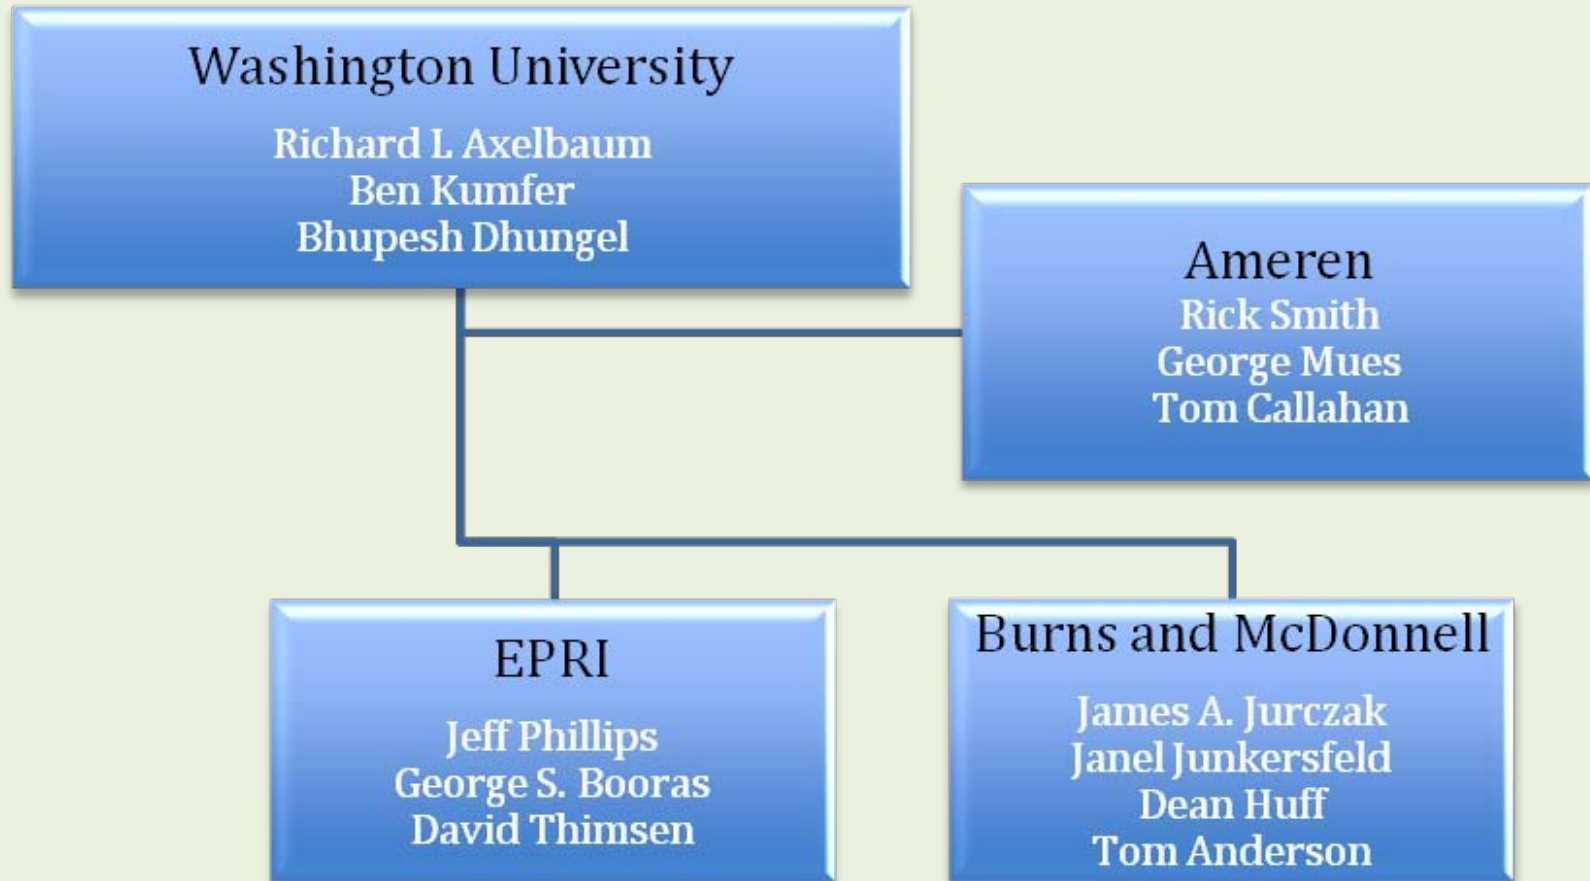 Washington University
Richard L Axelbaum
Ben Kumfer
Bhupesh Dhungel
Ameren
Rick Smith
George Mues
Tom Callahan
EPRI
Jeff Phillips
George S. Booras
David Thimsen
Burns and McDonnell
James A. Jurczak
Janel Junkersfeld
Dean Huff
Tom Anderson